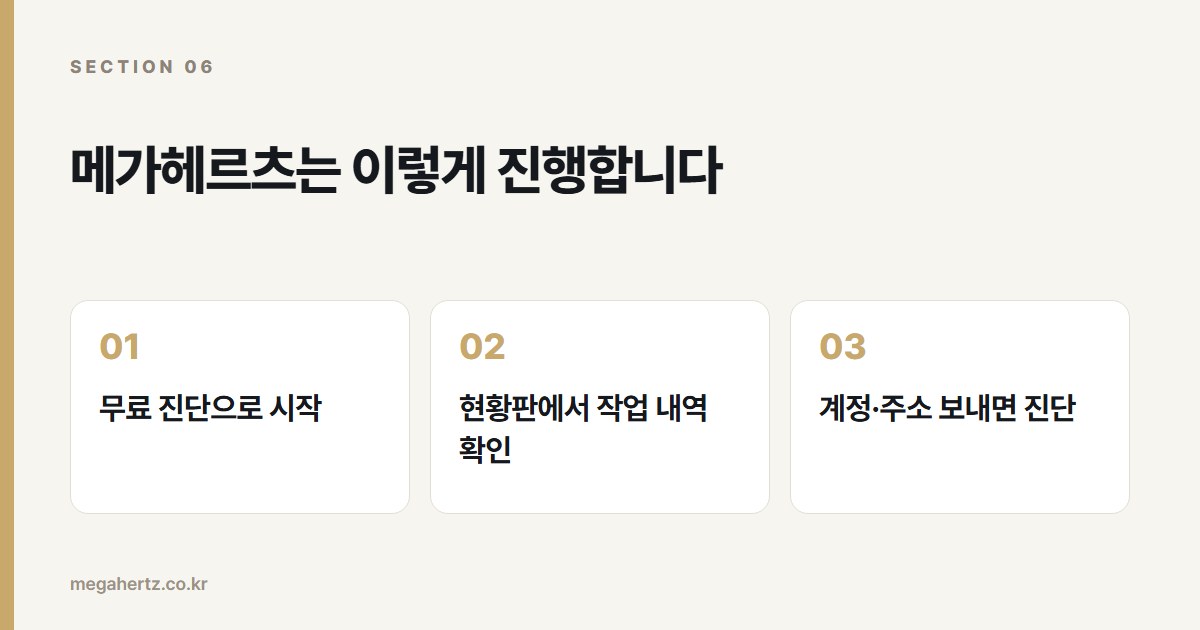 SECTION 06
메가헤르츠는 이렇게 진행합니다
01
무료 진단으로 시작
02
현황판에서 작업 내역
확인
03
계정·주소 보내면 진단
megahertz.co.kr